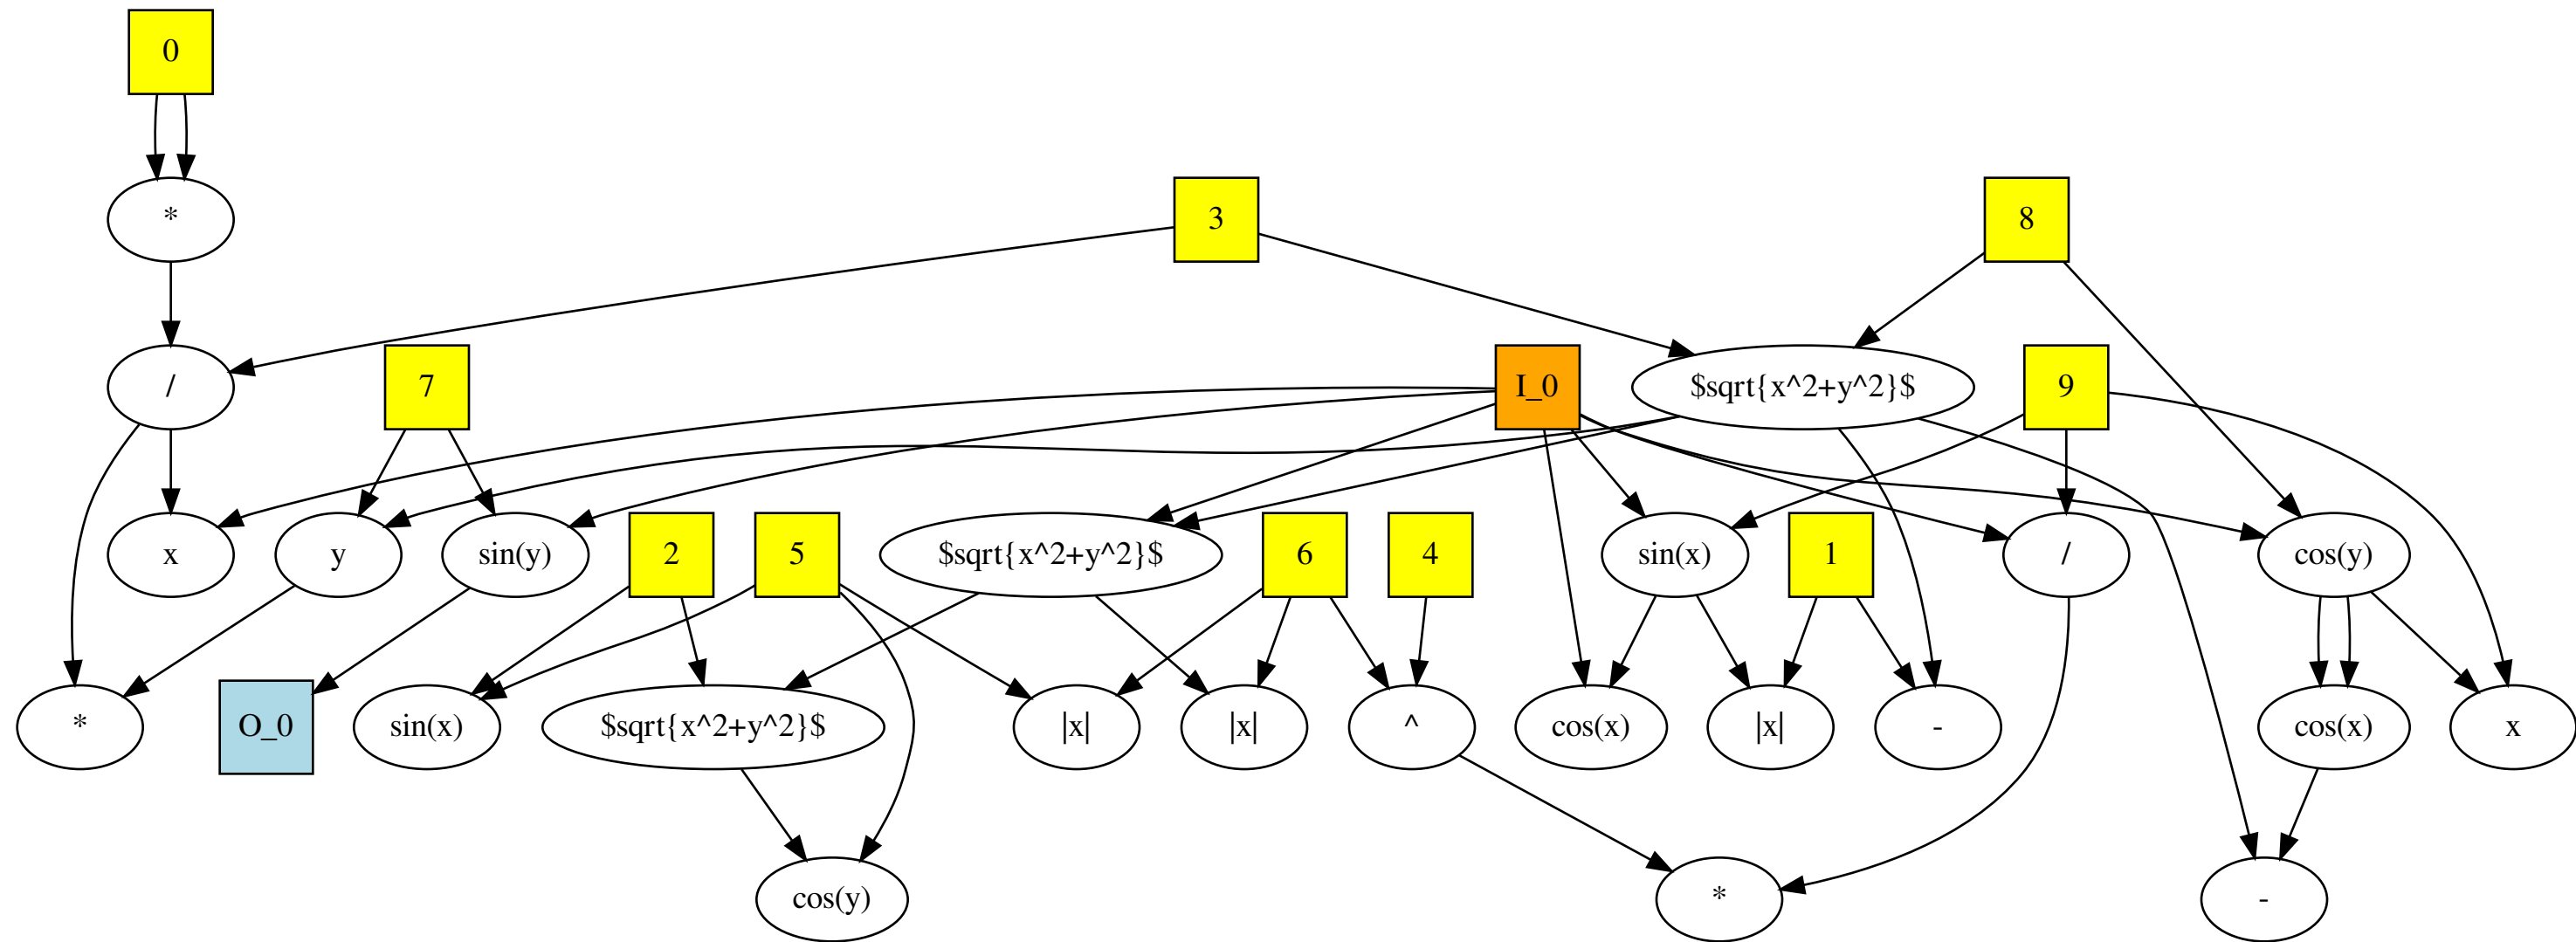 0
*
3
8
/
7
I_0
$sqrt{x^2+y^2}$
9
x
y
sin(y)
2
5
$sqrt{x^2+y^2}$
6
4
sin(x)
1
/
cos(y)
*
O_0
sin(x)
$sqrt{x^2+y^2}$
|x|
|x|
^
cos(x)
|x|
-
cos(x)
x
cos(y)
*
-